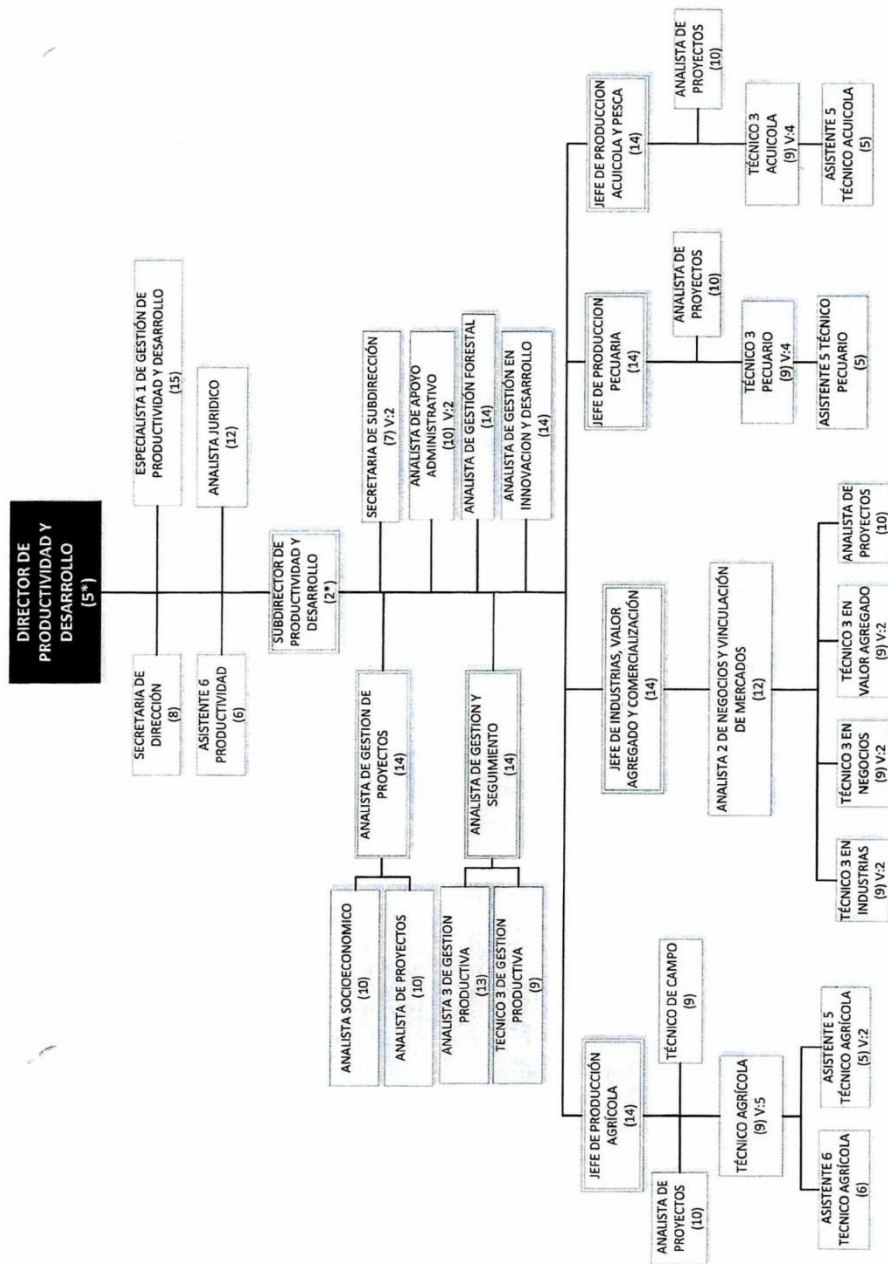 DIRECTOR DE
PRODUCTIVIDAD Y
DESARROLLO
(5*)
SECRETARIA DE
DIRECCIÓN
(8)
ESPECIALISTA 1 DE GESTIÓN DE
PRODUCTIVIDAD Y DESARROLLO
(15)
ASISTENTE 6
PRODUCTIVIDAD
(6)
ANALISTA JURIDICO
(12)
SUBDIRECTOR DE
PRODUCTIVIDAD Y
DESARROLLO
(2*)
SECRETARIA DE SUBDIRECCIÓN
(7) V:2
ANALISTA DE APOYO
ADMINISTRATIVO
(10) V:2
ANALISTA DE GESTIÓN FORESTAL
(14)
ANALISTA DE GESTIÓN EN
INNOVACION Y DESARROLLO
(14)
ANALISTA DE GESTION DE
PROYECTOS
(14)
ANALISTA SOCIOECONOMICO
(10)
ANALISTA DE PROYECTOS
(10)
ANALISTA DE GESTION Y
SEGUIMIENTO
(14)
ANALISTA 3 DE GESTION
PRODUCTIVA
(13)
TECNICO 3 DE GESTION
PRODUCTIVA
(9)
JEFE DE PRODUCCIÓN
AGRÍCOLA
(14)
ANALISTA DE
PROYECTOS
(10)
TÉCNICO DE CAMPO
(9)
TÉCNICO AGRÍCOLA
(9) V:5
ASISTENTE 6
TECNICO AGRÍCOLA
(6)
ASISTENTE 5
TÉCNICO AGRÍCOLA
(5) V:2
JEFE DE INDUSTRIAS, VALOR
AGREGADO Y COMERCIALIZACIÓN
(14)
ANALISTA 2 DE NEGOCIOS Y VINCULACIÓN
DE MERCADOS
(12)
TÉCNICO 3 EN
INDUSTRIAS
(9) V:2
TÉCNICO 3 EN
NEGOCIOS
(9) V:2
TÉCNICO 3 EN
VALOR AGREGADO
(9) V:2
ANALISTA DE
PROYECTOS
(10)
JEFE DE PRODUCCION
PECUARIA
(14)
ANALISTA DE
PROYECTOS
(10)
TÉCNICO 3
PECUARIO
(9) V:4
ASISTENTE 5 TÉCNICO
PECUARIO
(5)
JEFE DE PRODUCCION
ACUICOLA Y PESCA
(14)
ANALISTA DE
PROYECTOS
(10)
TÉCNICO 3
ACUICOLA
(9) V:4
ASISTENTE 5
TÉCNICO ACUICOLA
(5)